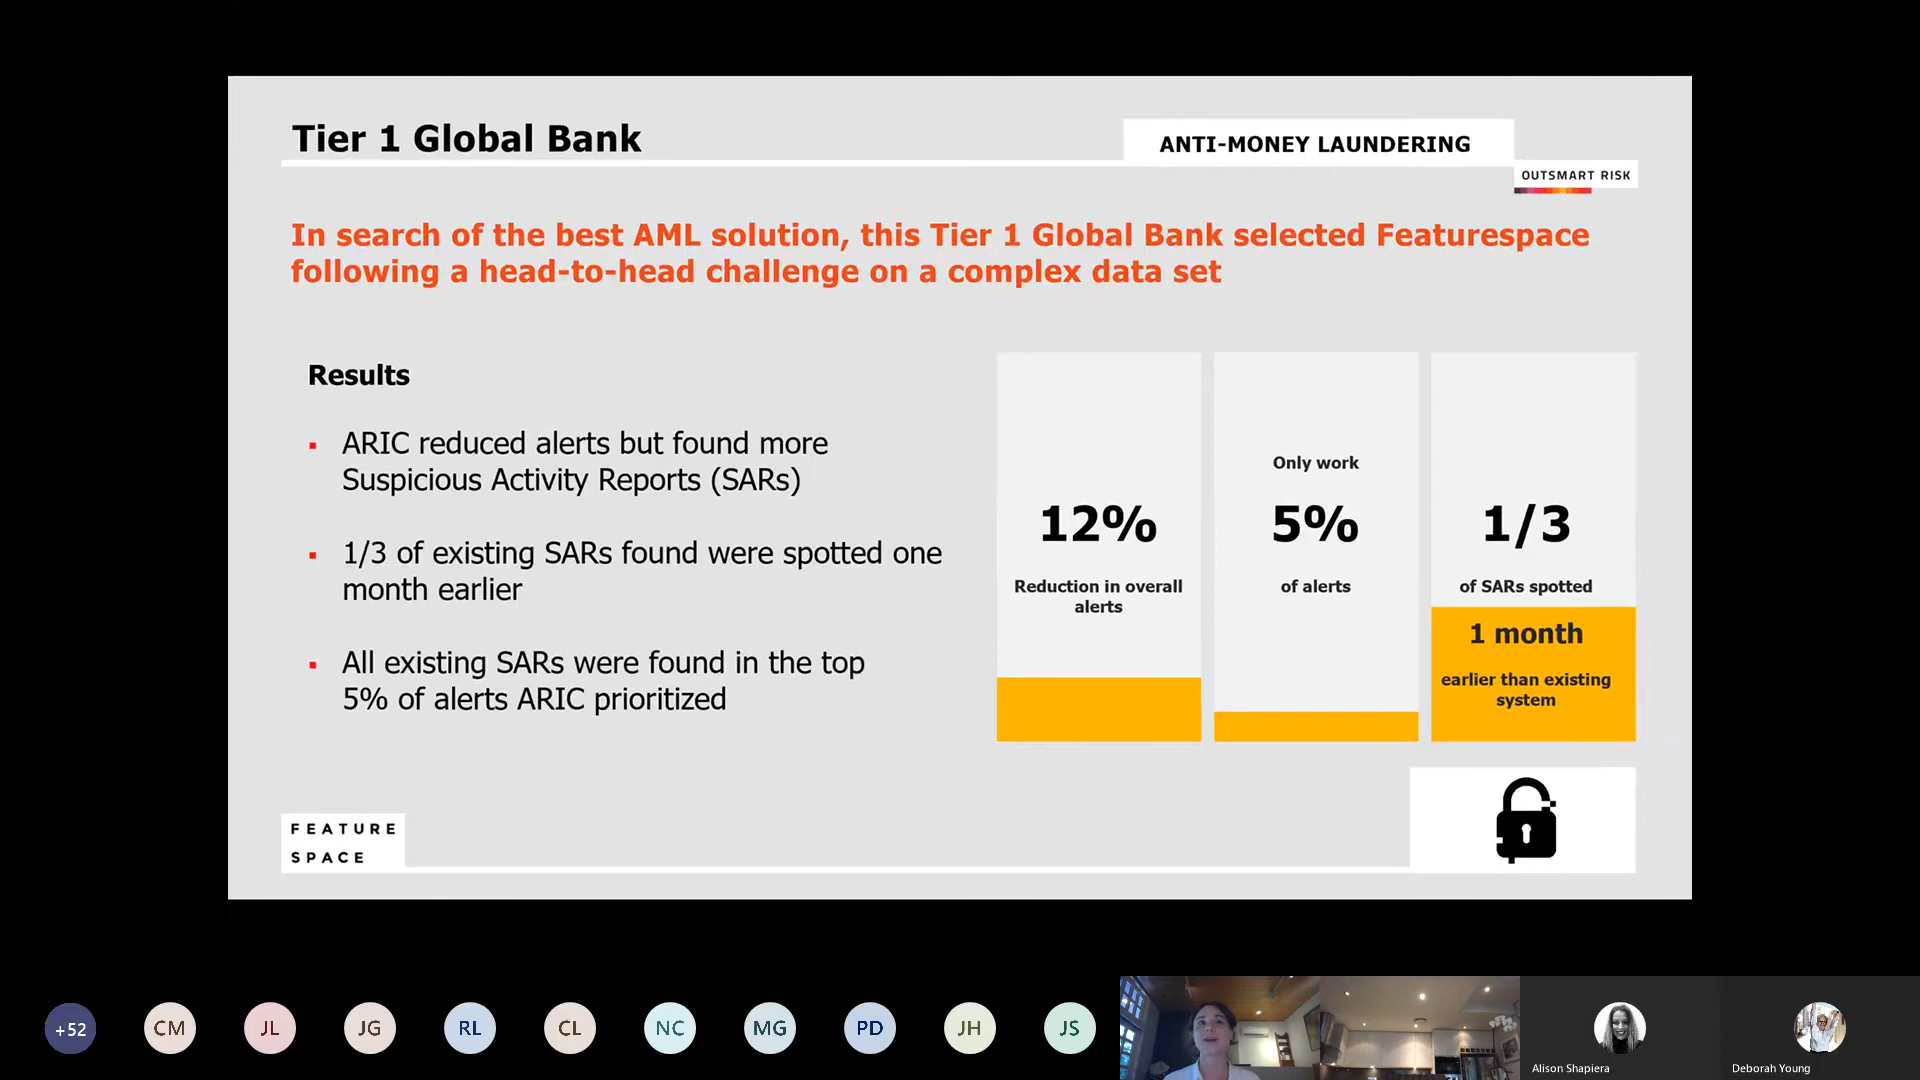 Tier 1 Global Bank
ANTI-MONEY LAUNDERING
OUTSMART RISK
In search of the best AML solution, this Tier 1 Global Bank selected Featurespace
following a head-to-head challenge on a complex data set
Results
▪ ARIC reduced alerts but found more
Suspicious Activity Reports (SARs)
▪ 1/3 of existing SARs found were spotted one
month earlier
▪ All existing SARs were found in the top
5% of alerts ARIC prioritized
12%
Reduction in overall
alerts
Only work
5%
of alerts
1/3
of SARs spotted
1 month
earlier than existing
system
FEATURE
SPACE
+52
CM
JL
JG
RL
CL
NC
MG
PD
JH
JS
Alison Shapiera
Deborah Young